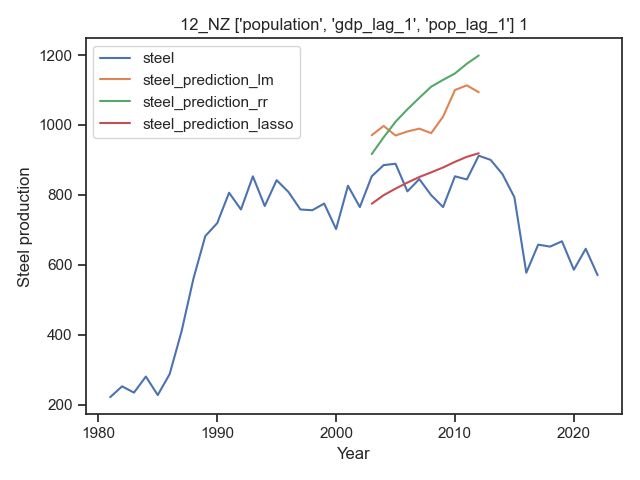 12_NZ ['population', 'gdp_lag_1', 'pop_lag_1'] 1
steel
steel_prediction_lm
steel_prediction_rr
steel_prediction_lasso
Steel production
1200
1000
800
600
400
200
1980
1990
2000
2010
2020
Year